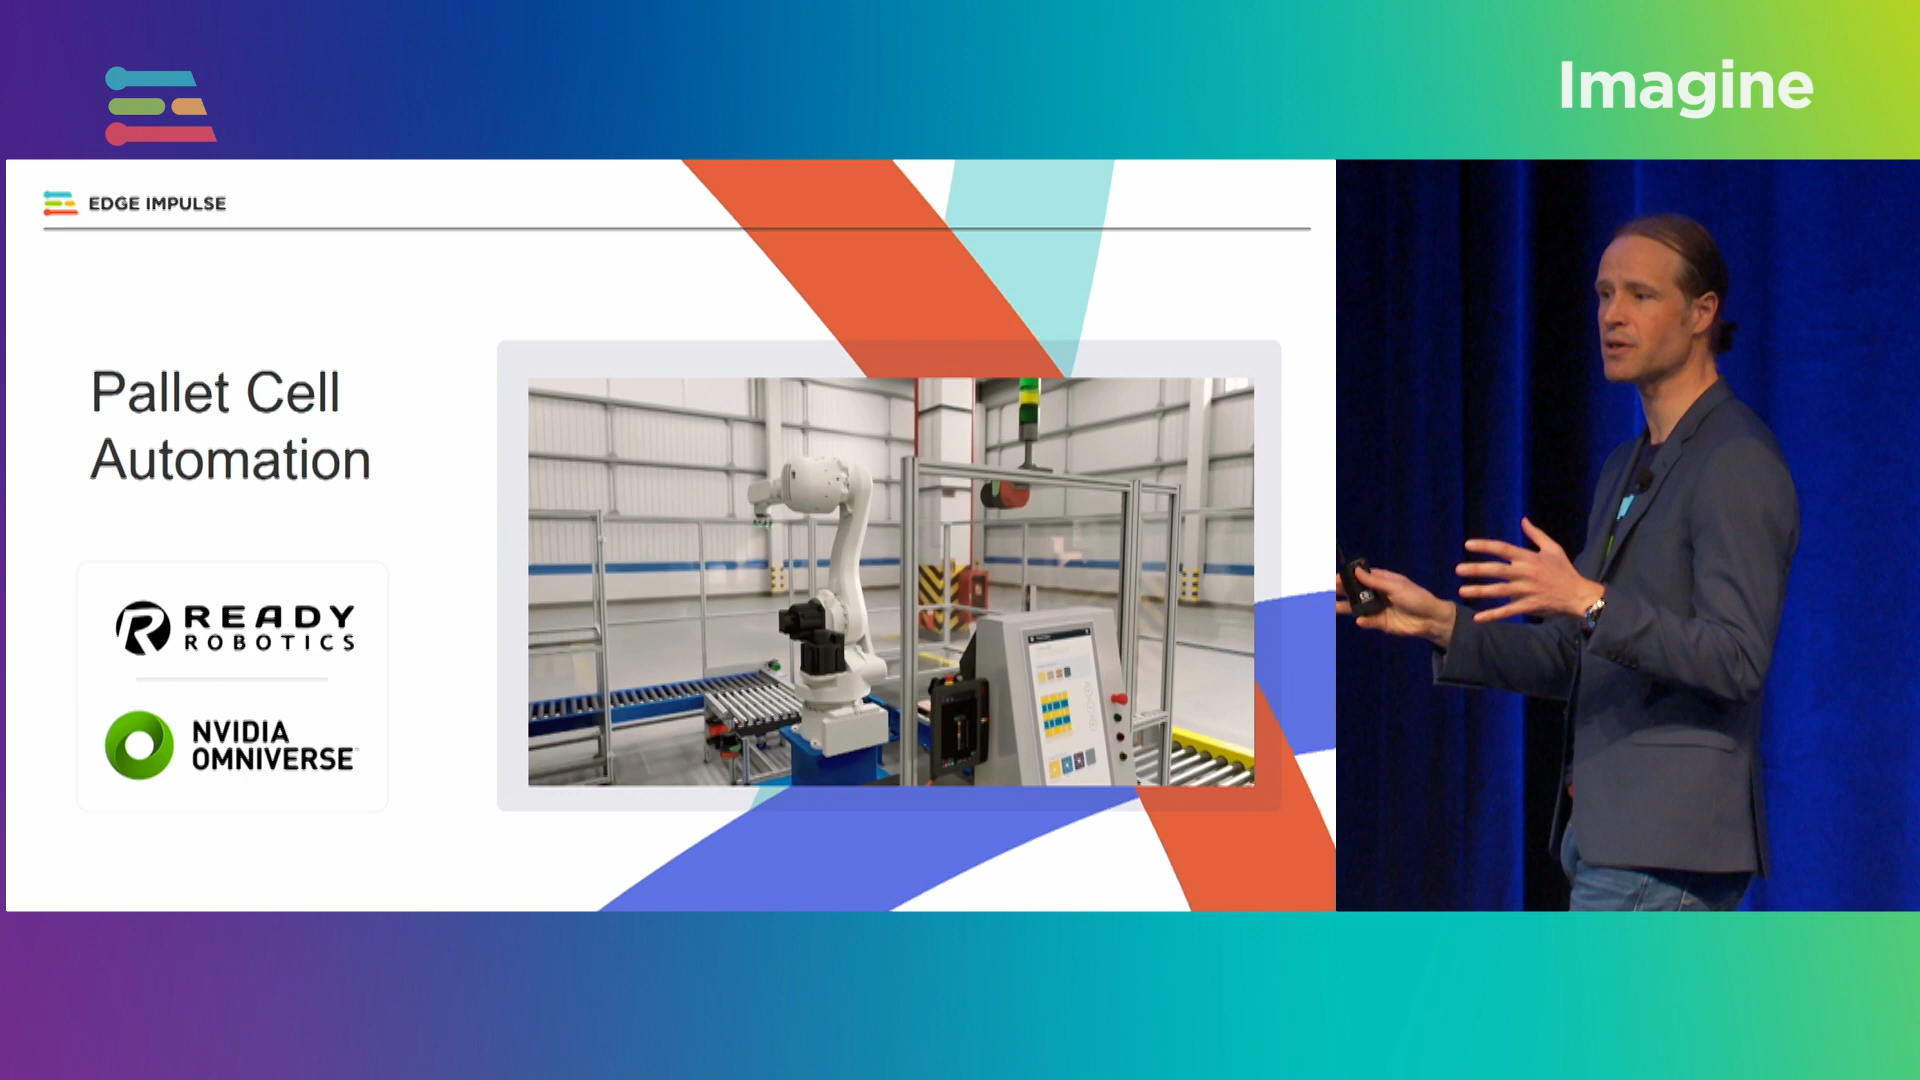 Imagine
EDGE IMPULSE
Pallet Cell
Automation
READY
ROBOTICS
NVIDIA
OMNIVERSE